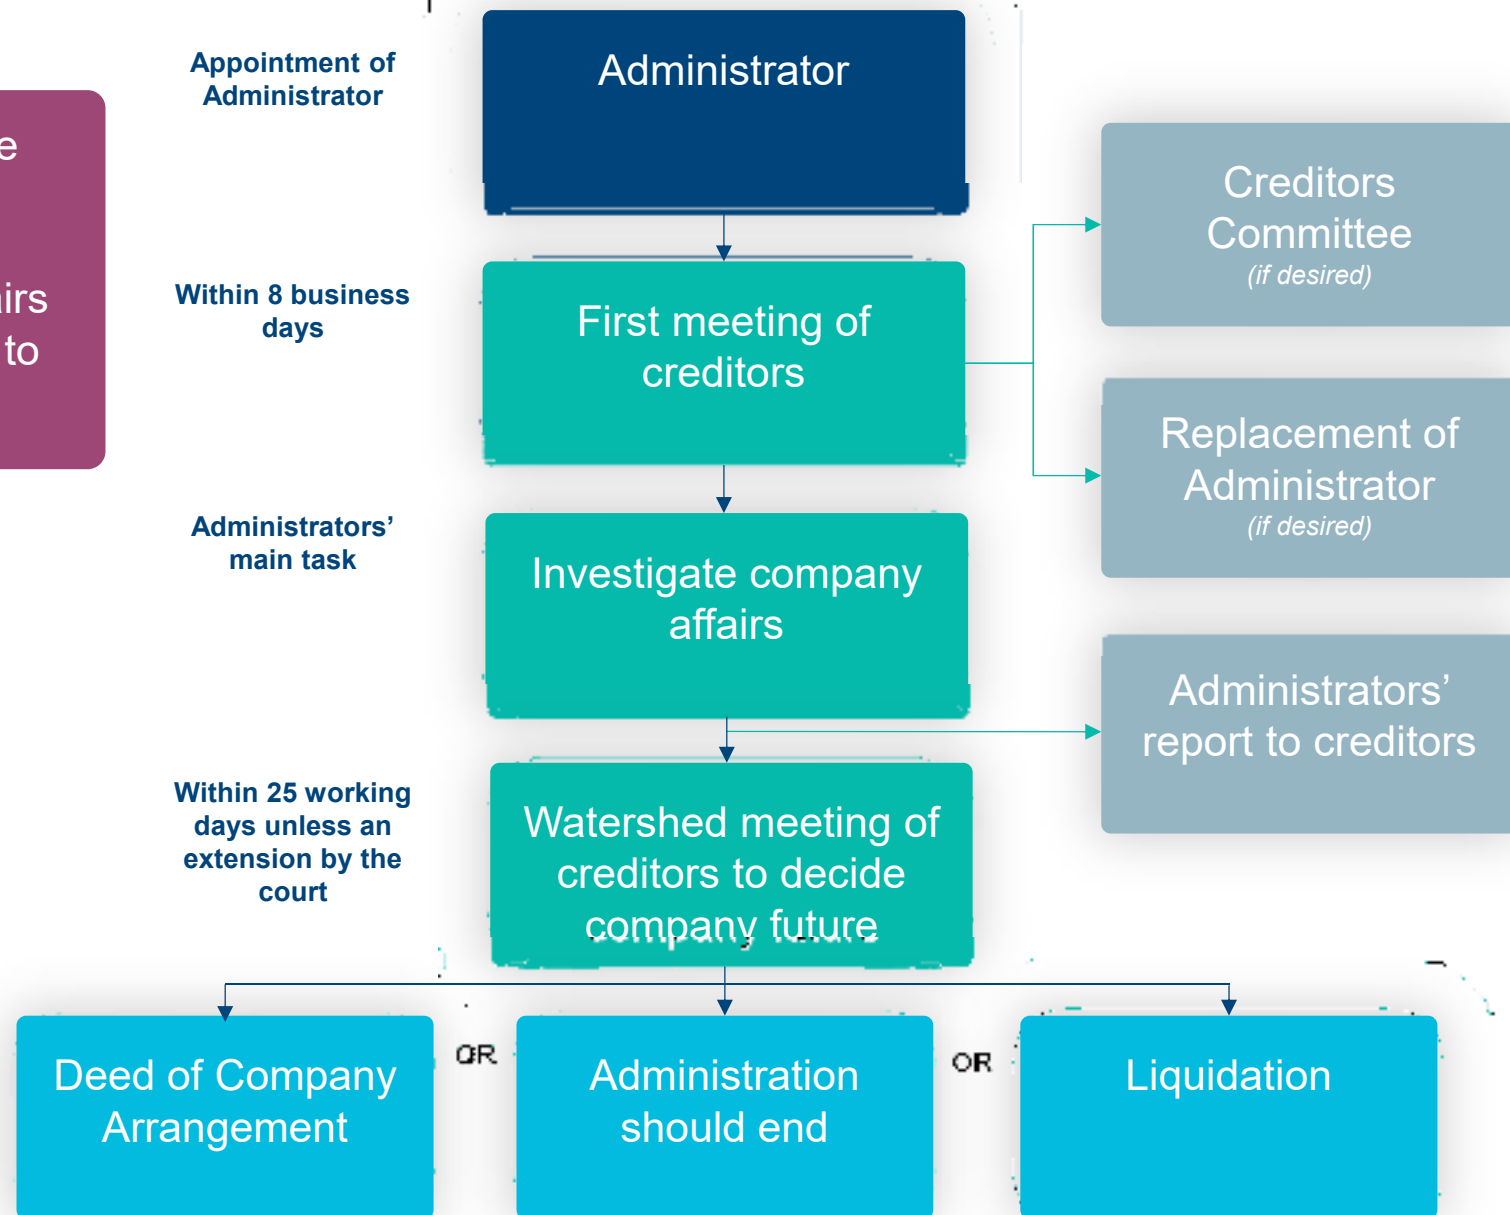 Appointment of
Administrator
Administrator
e
airs
to
Creditors
Committee
(if desired)
Within 8 business
days
First meeting of
creditors
Replacement of
Administrator
(if desired)
Administrators’
main task
Investigate company
affairs
Administrators’
report to creditors
Within 25 working
days unless an
extension by the
court
Watershed meeting of
creditors to decide
company future
Deed of Company
Arrangement
OR
Administration
should end
OR
Liquidation